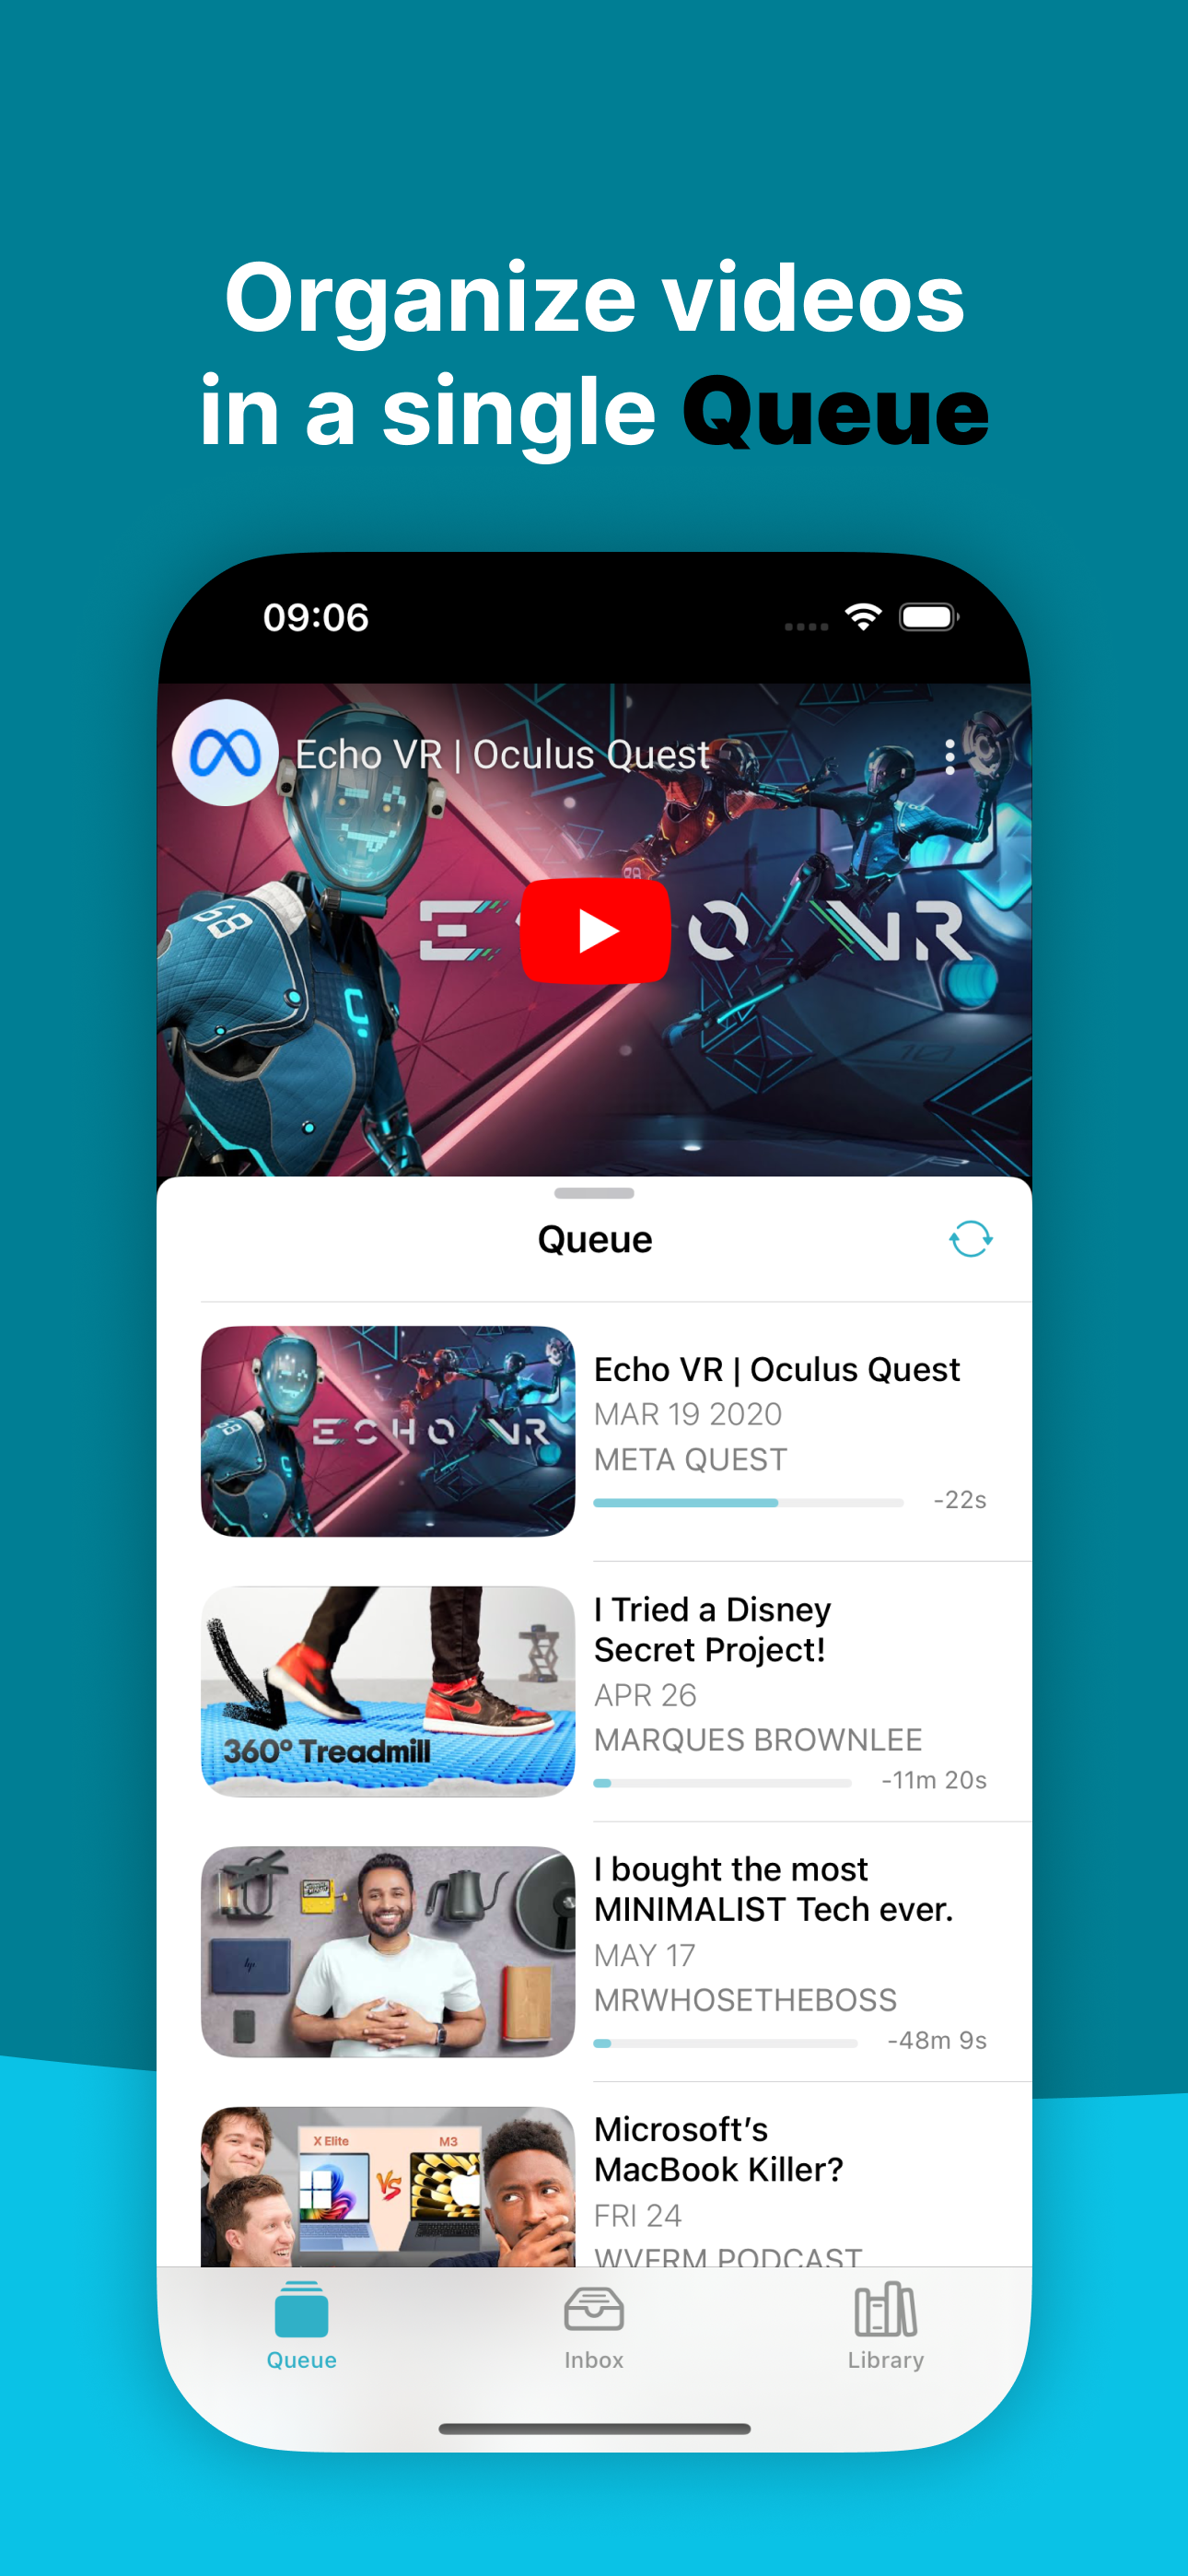 Organize videos
in a single Queue
09:06
Echo VR | Oculus Quest
68
ECHO VR
Queue
ECHO VR
Echo VR | Oculus Quest
MAR 19 2020
META QUEST
-22s
360° Treadmill
I Tried a Disney
Secret Project!
APR 26
MARQUES BROWNLEE
-11m 20s
hp
I bought the most
MINIMALIST Tech ever.
MAY 17
MRWHOSETHEBOSS
-48m 9s
X Elite
VS
M3
Microsoft’s
MacBook Killer?
FRI 24
WVFRM PODCAST
Queue
Inbox
Library